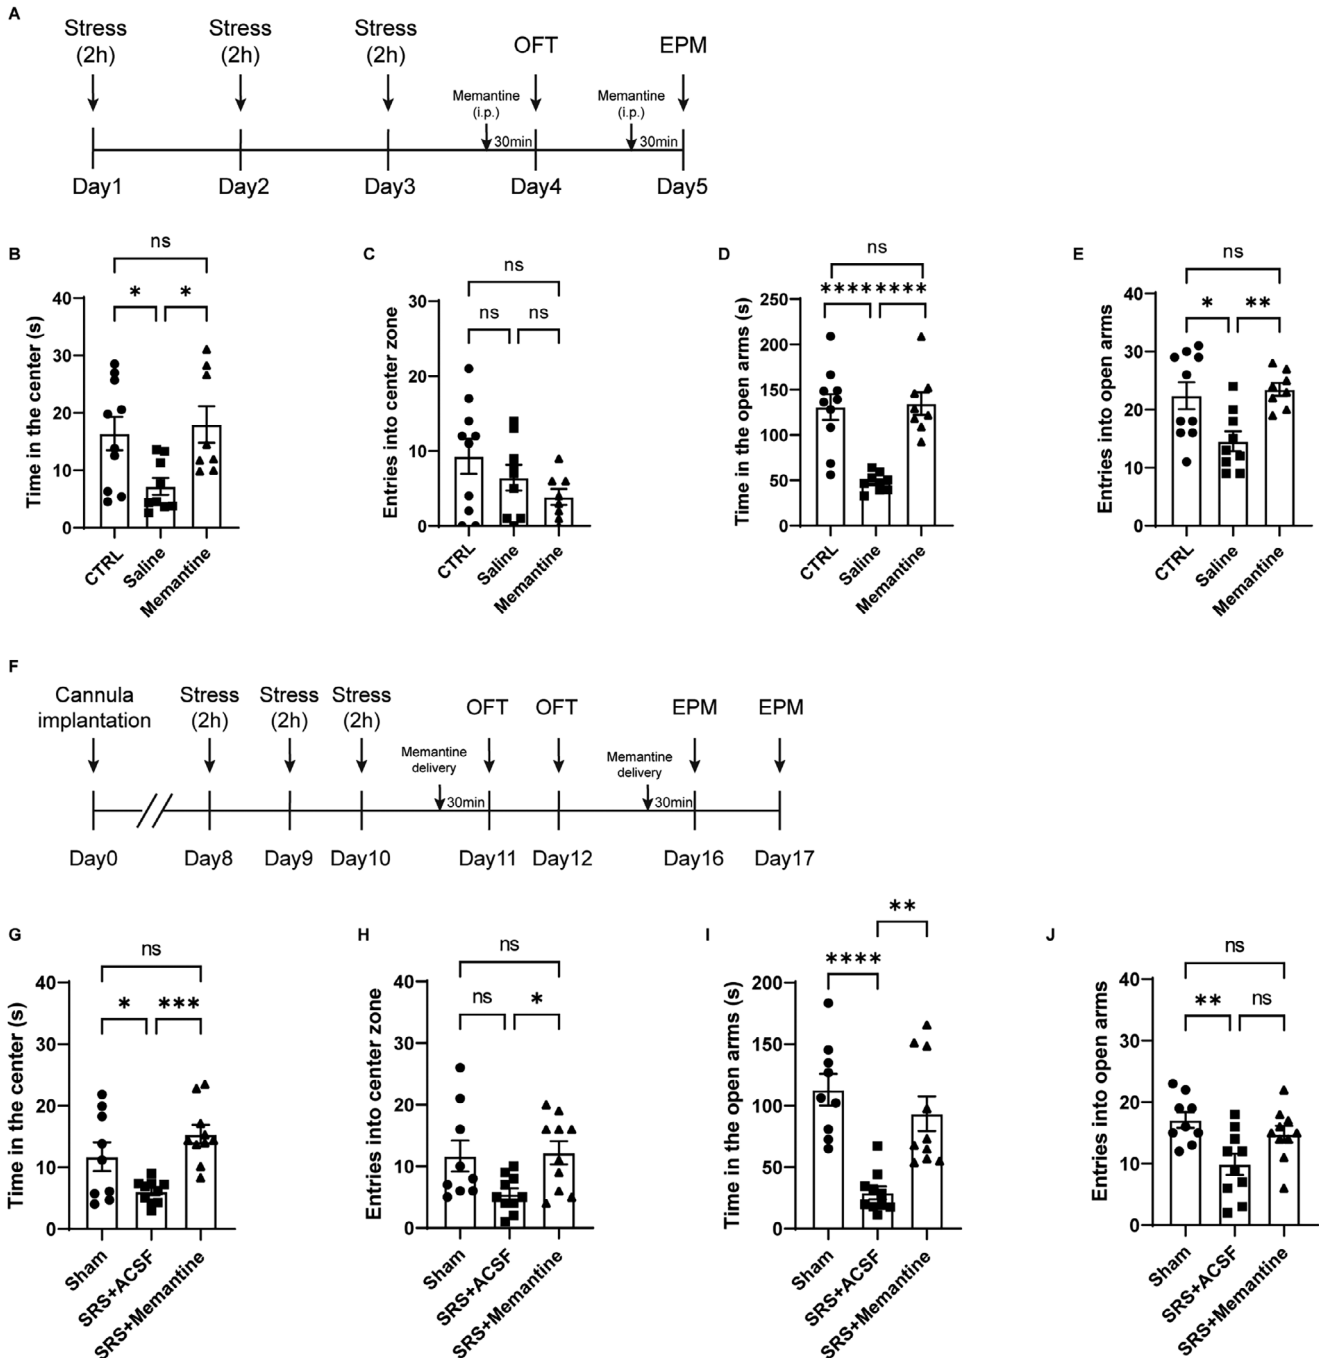 A
Stress
(2h)
Stress
(2h)
Stress
(2h)
OFT
EPM
Memantine
(i.p.)
30min
Memantine
(i.p.)
30min
Day1
Day2
Day3
Day4
Day5
B
ns
*
*
Time in the center (s)
40
30
20
10
0
CTRL
Saline
Memantine
C
ns
ns
ns
Entries into center zone
30
20
10
0
CTRL
Saline
Memantine
D
ns
****
****
Time in the open arms (s)
250
200
150
100
50
0
CTRL
Saline
Memantine
E
ns
*
**
Entries into open arms
40
30
20
10
0
CTRL
Saline
Memantine
F
Cannula
implantation
Stress
(2h)
Stress
(2h)
Stress
(2h)
OFT
OFT
EPM
EPM
Memantine
delivery
30min
Memantine
delivery
30min
Day0
Day8
Day9
Day10
Day11
Day12
Day16
Day17
G
ns
*
***
Time in the center (s)
40
30
20
10
0
Sham
SRS+ACSF
SRS+Memantine
H
ns
ns
*
Entries into center zone
40
30
20
10
0
Sham
SRS+ACSF
SRS+Memantine
I
**
****
Time in the open arms (s)
200
150
100
50
0
Sham
SRS+ACSF
SRS+Memantine
J
ns
**
ns
Entries into open arms
40
30
20
10
0
Sham
SRS+ACSF
SRS+Memantine